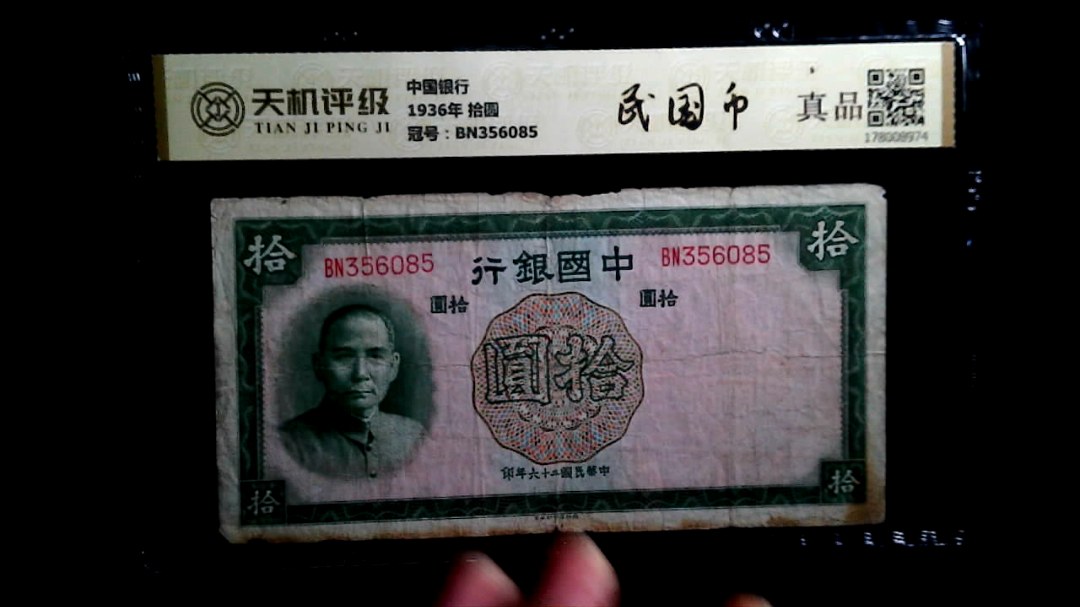 天机评级
TIAN JI PING JI
中国银行
1936年 拾圆
冠号：BN356085
民国币
真品
178008974
拾
拾
BN356085
行銀國中
BN356085
圓拾
圓拾
圓拾
印年六十二國民華中
拾
拾